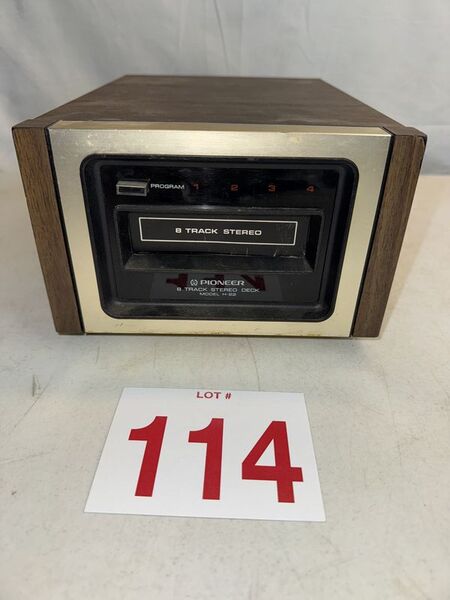 PROGRAM 1 2 3 4
8 TRACK STEREO
PIONEER
8 TRACK STEREO DECK
MODEL H-22
LOT #
114